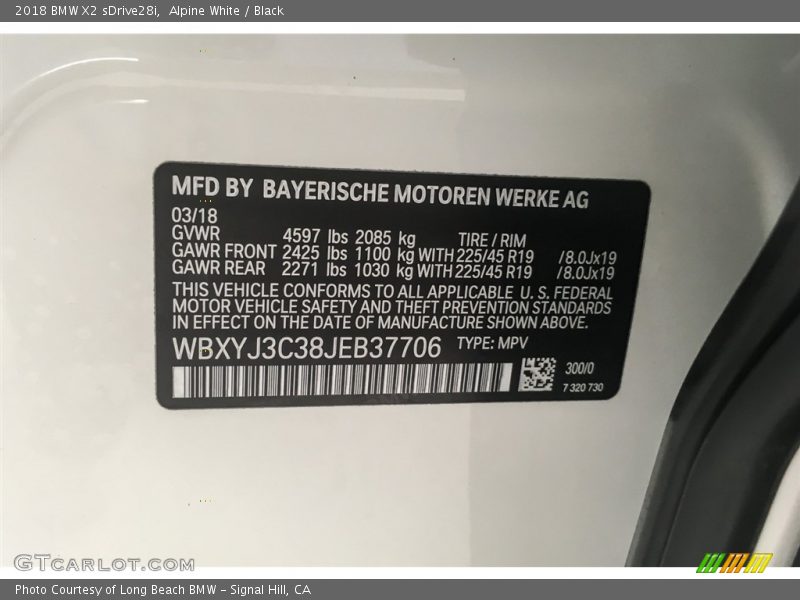 2018 BMW X2 sDrive28i, Alpine White / Black
MFD BY BAYERISCHE MOTOREN WERKE AG
03/18
GVWR 4597 lbs 2085 kg TIRE / RIM
GAWR FRONT 2425 lbs 1100 kg WITH 225/45 R19 /8.0Jx19
GAWR REAR 2271 lbs 1030 kg WITH 225/45 R19 /8.0Jx19
THIS VEHICLE CONFORMS TO ALL APPLICABLE U. S. FEDERAL
MOTOR VEHICLE SAFETY AND THEFT PREVENTION STANDARDS
IN EFFECT ON THE DATE OF MANUFACTURE SHOWN ABOVE.
WBXYJ3C38JEB37706 TYPE: MPV
300/0
7 320 730
GTCARLOT.COM
Photo Courtesy of Long Beach BMW - Signal Hill, CA